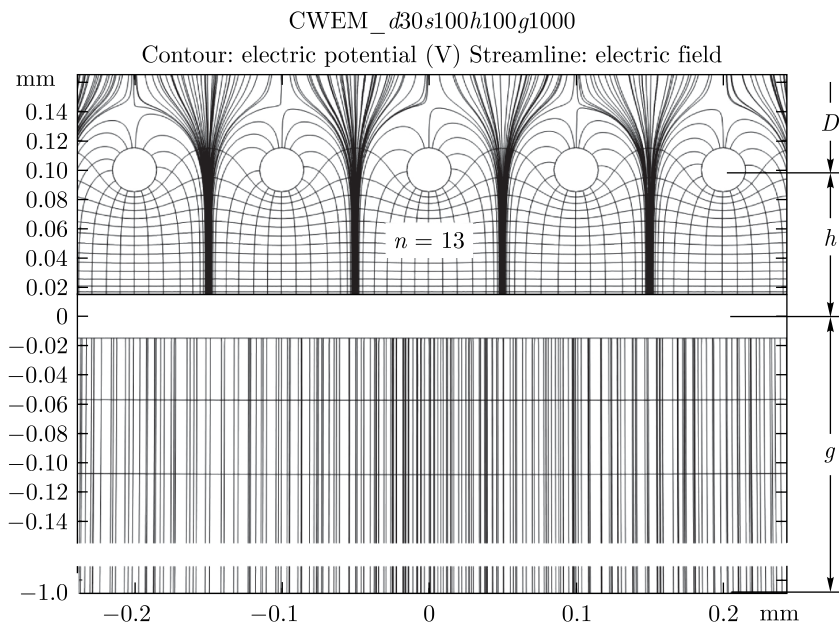 CWEM_d30s100h100g1000
Contour: electric potential (V) Streamline: electric field
mm
0.14
0.12
0.10
0.08
0.06
0.04
0.02
0
−0.02
−0.04
−0.06
−0.08
−0.10
−0.12
−0.14
−1.0
n = 13
D
h
g
−0.2 −0.1 0 0.1 0.2 mm